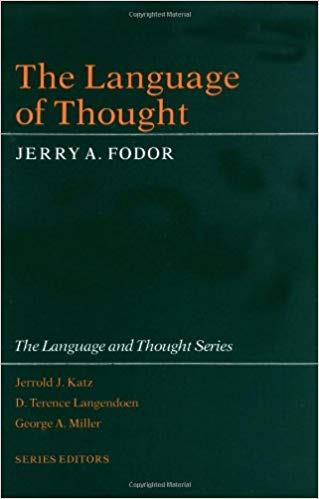 The Language
of Thought
JERRY A. FODOR
The Language and Thought Series
Jerrold J. Katz
D. Terence Langendoen
George A. Miller
SERIES EDITORS